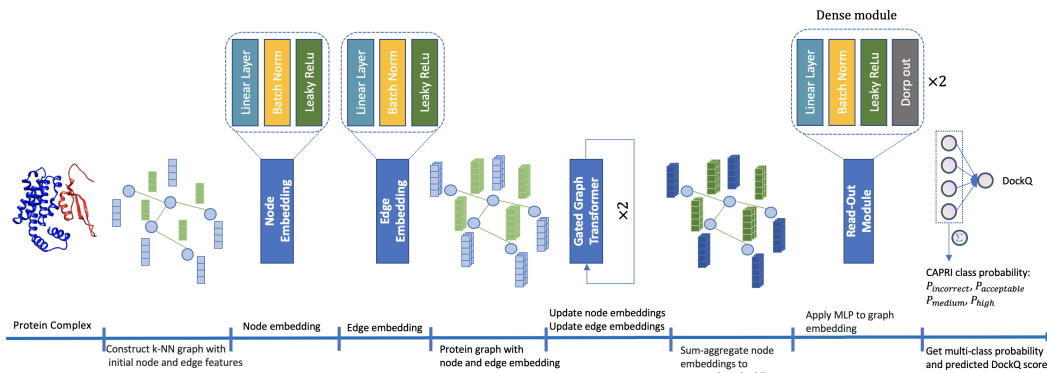 Dense module
Linear Layer
Batch Norm
Leaky ReLu
Linear Layer
Batch Norm
Leaky ReLu
Linear Layer
Batch Norm
Leaky ReLu
Dorp out
×2
Node
Embedding
Edge
Embedding
Gated Graph
Transformer
×2
Read-Out
Module
DockQ
Σ
CAPRI class probability:
P_incorrect, P_acceptable
P_medium, P_high
Protein Complex
Construct k-NN graph with
initial node and edge features
Node embedding
Edge embedding
Protein graph with
node and edge embedding
Update node embeddings
Update edge embeddings
Sum-aggregate node
embeddings to
Apply MLP to graph
embedding
Get multi-class probability
and predicted DockQ score